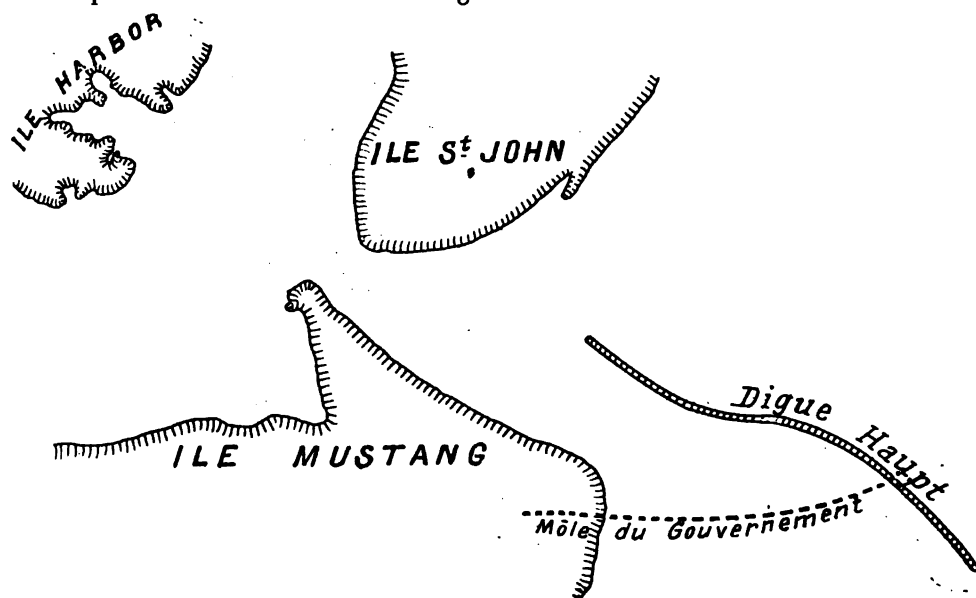 ILE HARBOR
ILE St. JOHN
Digue Haupt
ILE MUSTANG
Môle du Gouvernement